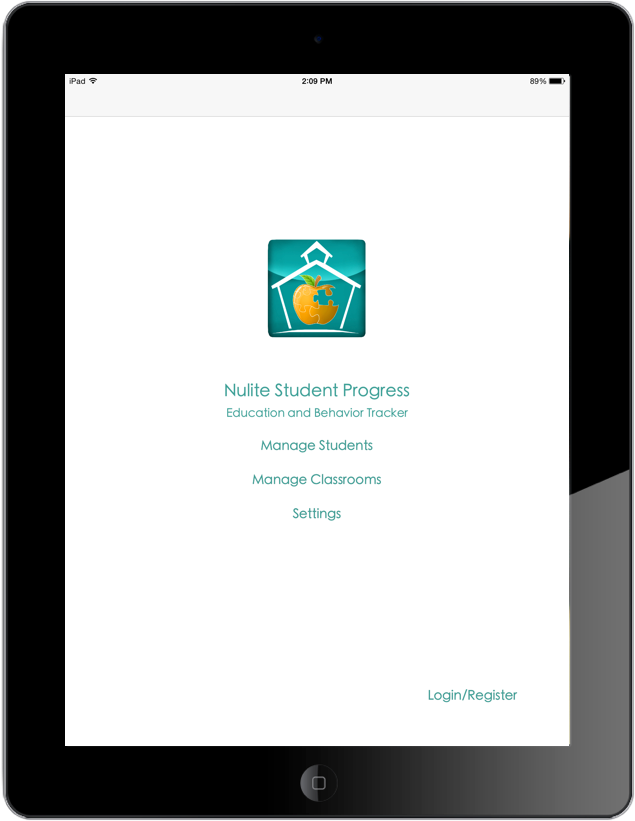 iPad 2:09 PM 89%
Nulite Student Progress
Education and Behavior Tracker
Manage Students
Manage Classrooms
Settings
Login/Register